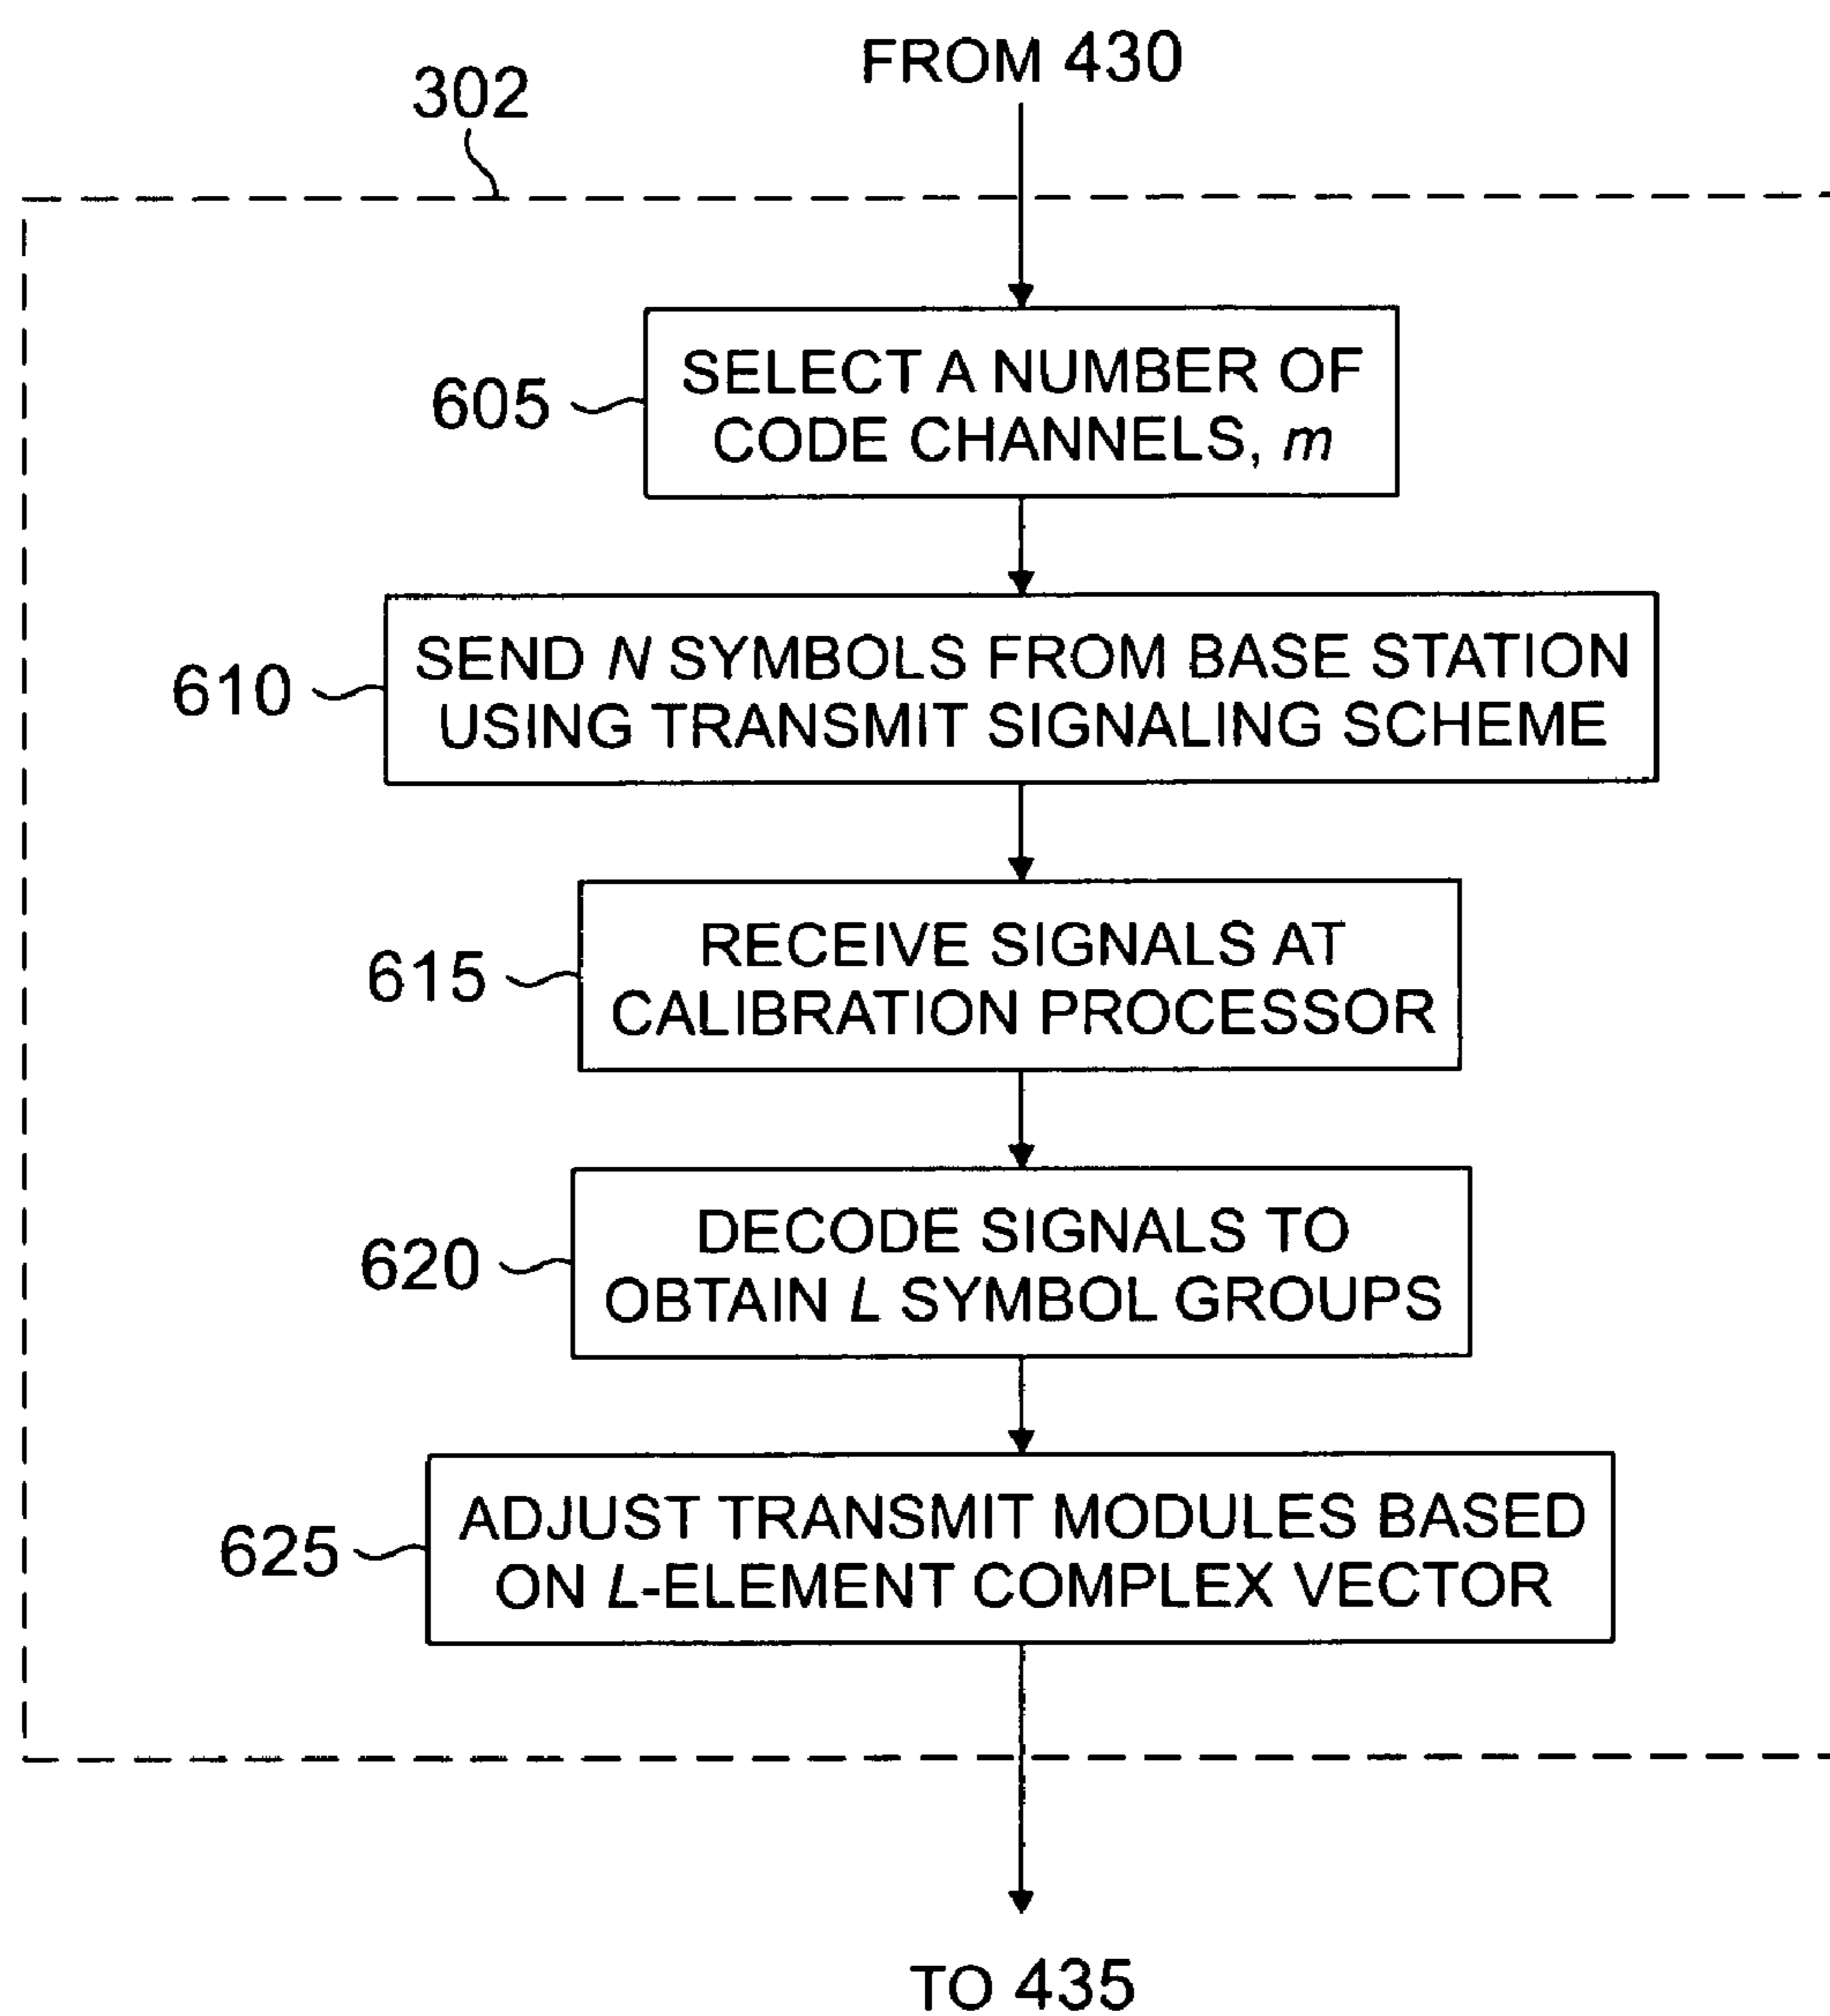 FROM 430
302
605
SELECT A NUMBER OF
CODE CHANNELS, m
610
SEND N SYMBOLS FROM BASE STATION
USING TRANSMIT SIGNALING SCHEME
615
RECEIVE SIGNALS AT
CALIBRATION PROCESSOR
620
DECODE SIGNALS TO
OBTAIN L SYMBOL GROUPS
625
ADJUST TRANSMIT MODULES BASED
ON L-ELEMENT COMPLEX VECTOR
TO 435